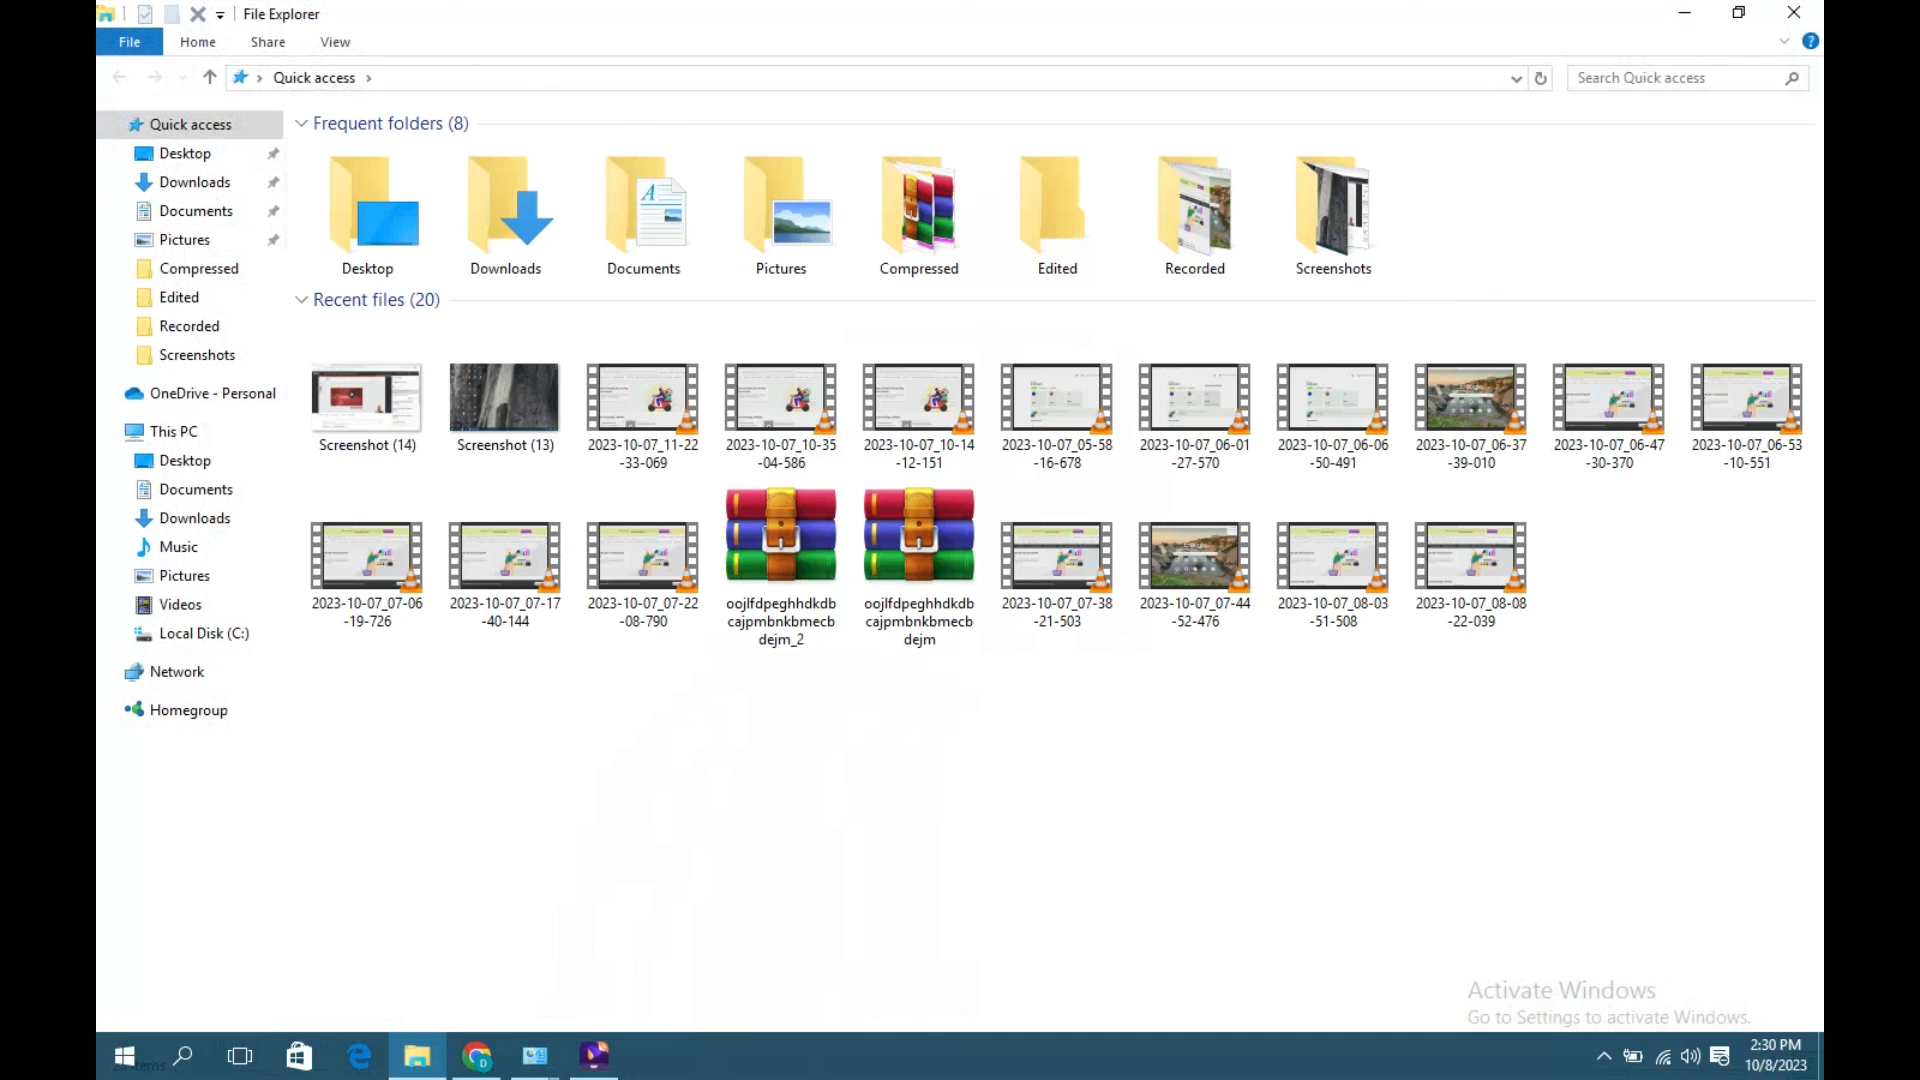 File Explorer
File
Home
Share
View
Quick access
Search Quick access
Quick access
Desktop
Downloads
Documents
Pictures
Compressed
Edited
Recorded
Screenshots
OneDrive - Personal
This PC
Desktop
Documents
Downloads
Music
Pictures
Videos
Local Disk (C:)
Network
Homegroup
Frequent folders (8)
Desktop
Downloads
Documents
Pictures
Compressed
Edited
Recorded
Screenshots
Recent files (20)
Screenshot (14)
Screenshot (13)
2023-10-07_11-22
-33-069
2023-10-07_10-35
-04-586
2023-10-07_10-14
-12-151
2023-10-07_05-58
-16-678
2023-10-07_06-01
-27-570
2023-10-07_06-06
-50-491
2023-10-07_06-37
-39-010
2023-10-07_06-47
-30-370
2023-10-07_06-53
-10-551
2023-10-07_07-06
-19-726
2023-10-07_07-17
-40-144
2023-10-07_07-22
-08-790
oojlfdpeghhdkdb
cajpmbnkbmecb
dejm_2
oojlfdpeghhdkdb
cajpmbnkbmecb
dejm
2023-10-07_07-38
-21-503
2023-10-07_07-44
-52-476
2023-10-07_08-03
-51-508
2023-10-07_08-08
-22-039
Activate Windows
Go to Settings to activate Windows.
2:30 PM
10/8/2023